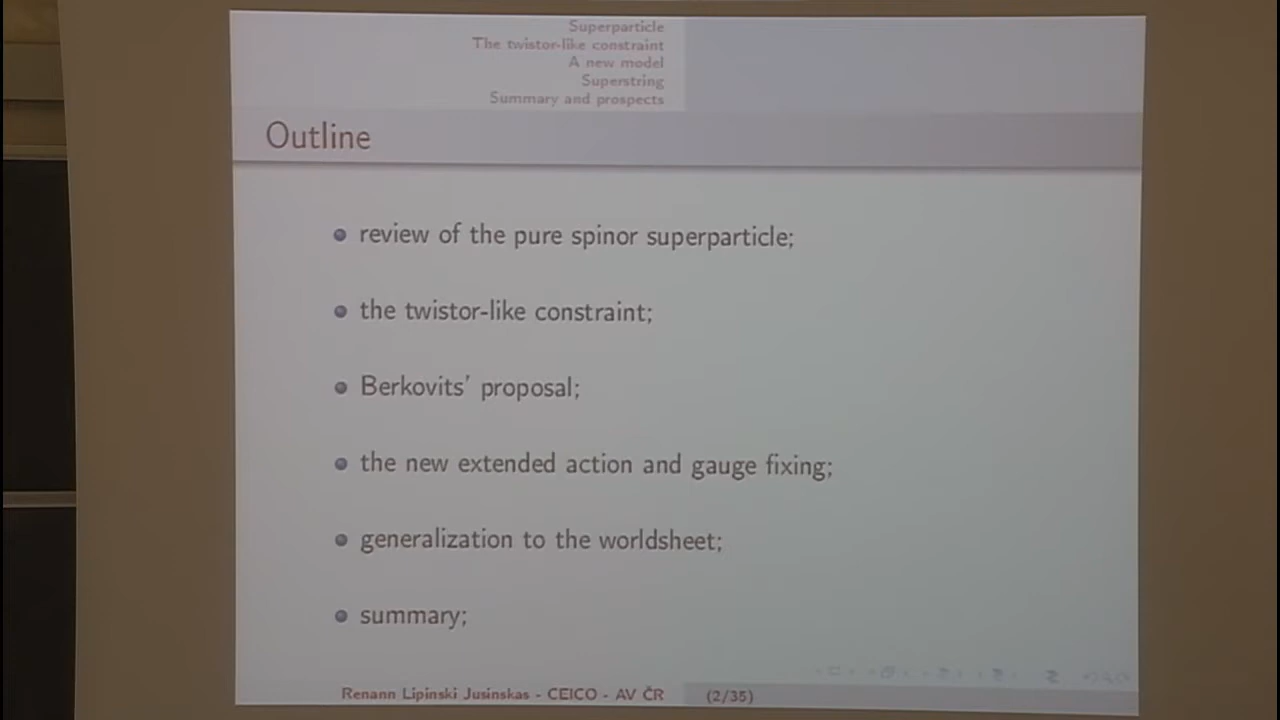 Superparticle
The twistor-like constraint
A new model
Superstring
Summary and prospects
Outline
review of the pure spinor superparticle;
the twistor-like constraint;
Berkovits' proposal;
the new extended action and gauge fixing;
generalization to the worldsheet;
summary;
Renann Lipinski Jusinskas - CEICO - AV ČR (2/35)